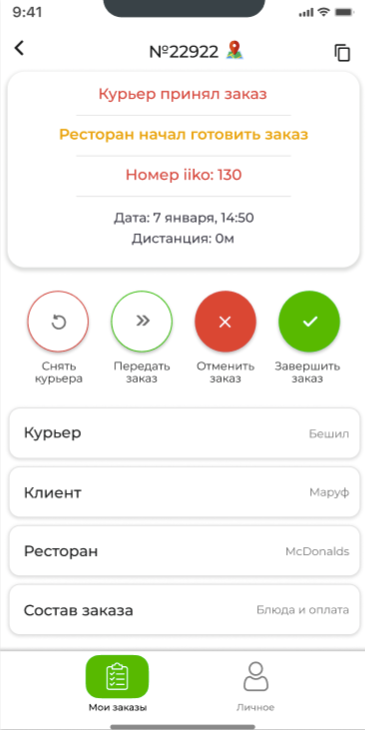 9:41
№22922
Курьер принял заказ
Ресторан начал готовить заказ
Номер iiko: 130
Дата: 7 января, 14:50
Дистанция: 0м
Снять
курьера
Передать
заказ
Отменить
заказ
Завершить
заказ
Курьер
Бешил
Клиент
Маруф
Ресторан
McDonalds
Состав заказа
Блюда и оплата
Мои заказы
Личное